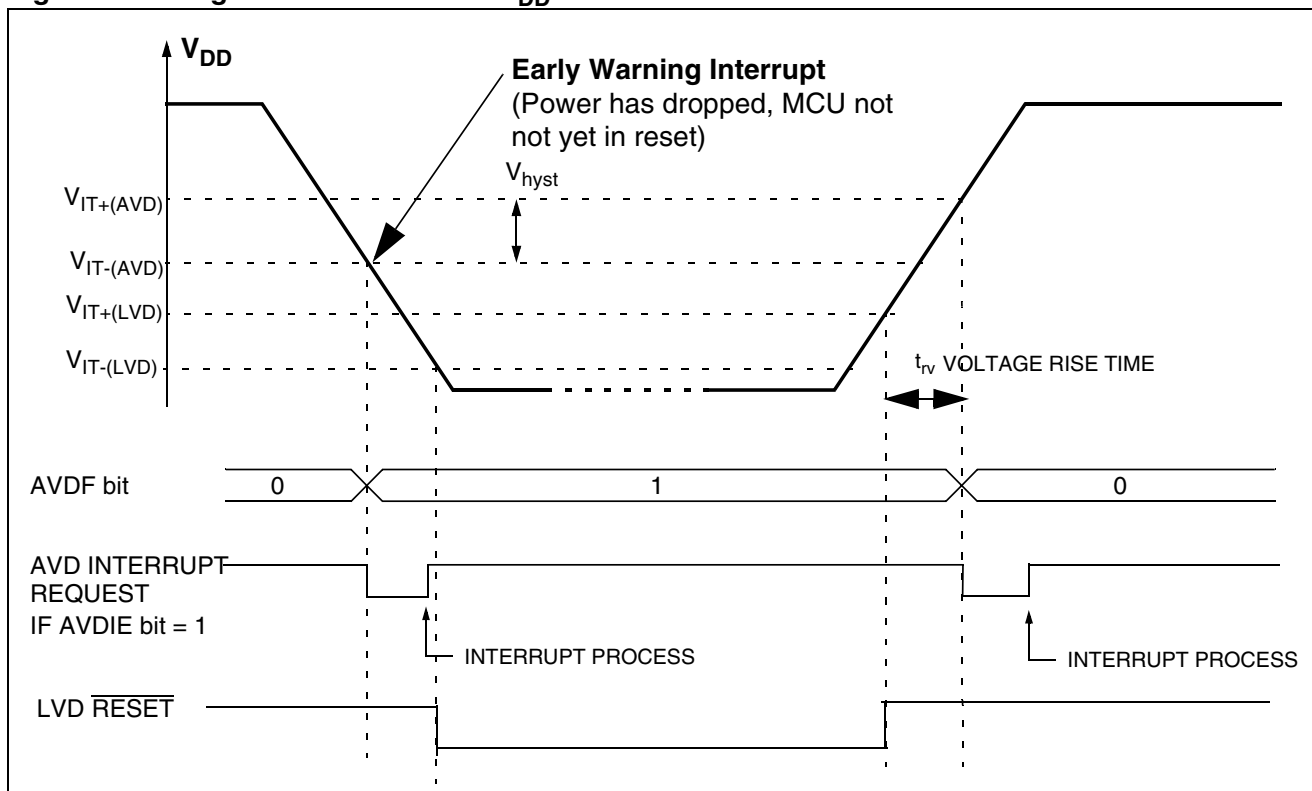 V_DD
Early Warning Interrupt
(Power has dropped, MCU not
not yet in reset)
V_hyst
V_IT+(AVD)
V_IT-(AVD)
V_IT+(LVD)
V_IT-(LVD)
t_rv VOLTAGE RISE TIME
AVDF bit
0
1
0
AVD INTERRUPT
REQUEST
IF AVDIE bit = 1
INTERRUPT PROCESS
INTERRUPT PROCESS
LVD RESET